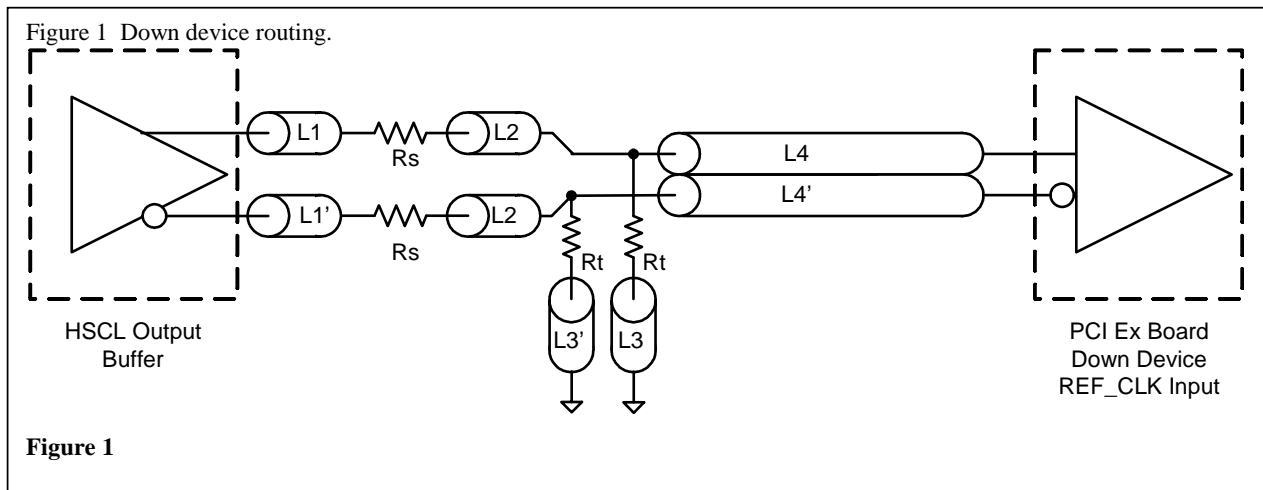 Figure 1  Down device routing.
L1
Rs
L2
L4
L1'
Rs
L2
L4'
Rt
Rt
L3'
L3
HSCL Output
Buffer
PCI Ex Board
Down Device
REF_CLK Input
Figure 1